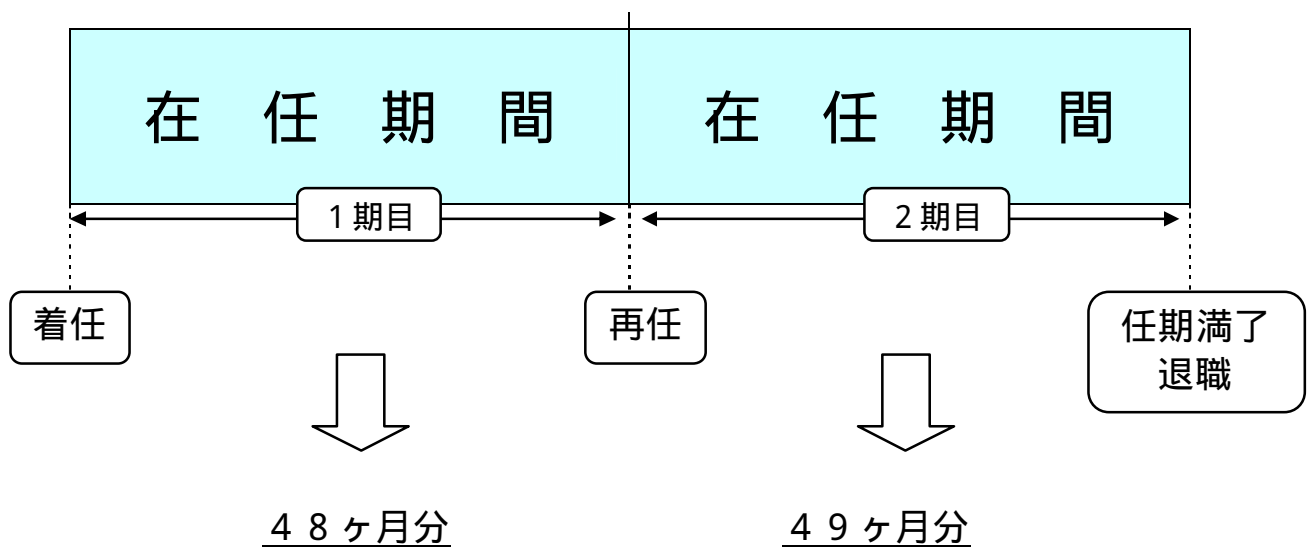 在　任　期　間
在　任　期　間
1期目
2期目
着任
再任
任期満了
退職
４８ヶ月分
４９ヶ月分